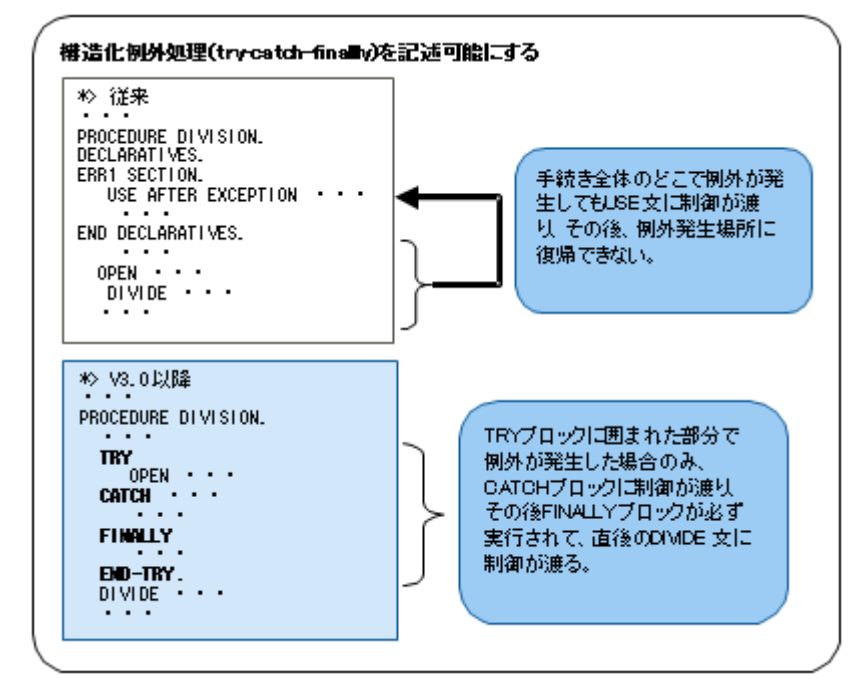 構造化例外処理(try-catch-finally)を記述可能にする
*> 従来
・・・
PROCEDURE DIVISION.
DECLARATIVES.
ERR1 SECTION.
USE AFTER EXCEPTION ・・・
・・・
END DECLARATIVES.
・・・
OPEN ・・・
DIVIDE ・・・
・・・
手続き全体のどこで例外が発
生してもUSE文に制御が渡
り、その後、例外発生場所に
復帰できない。
*> V3.0以降
・・・
PROCEDURE DIVISION.
・・・
TRY
OPEN ・・・
CATCH ・・・
・・・
FINALLY
・・・
END-TRY.
DIVIDE ・・・
・・・
TRYブロックに囲まれた部分で
例外が発生した場合のみ、
CATCHブロックに制御が渡り、
その後FINALLYブロックが必ず
実行されて、直後のDIVIDE 文に
制御が渡る。